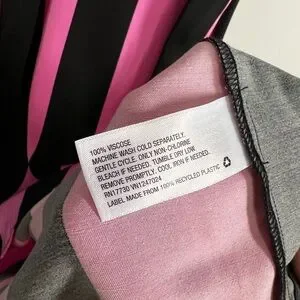 100% VISCOSE
MACHINE WASH COLD SEPARATELY.
GENTLE CYCLE. ONLY NON-CHLORINE
BLEACH IF NEEDED. TUMBLE DRY LOW
REMOVE PROMPTLY. COOL IRON IF NEEDED.
RN17730 VN1247024
LABEL MADE FROM 100% RECYCLED PLASTIC